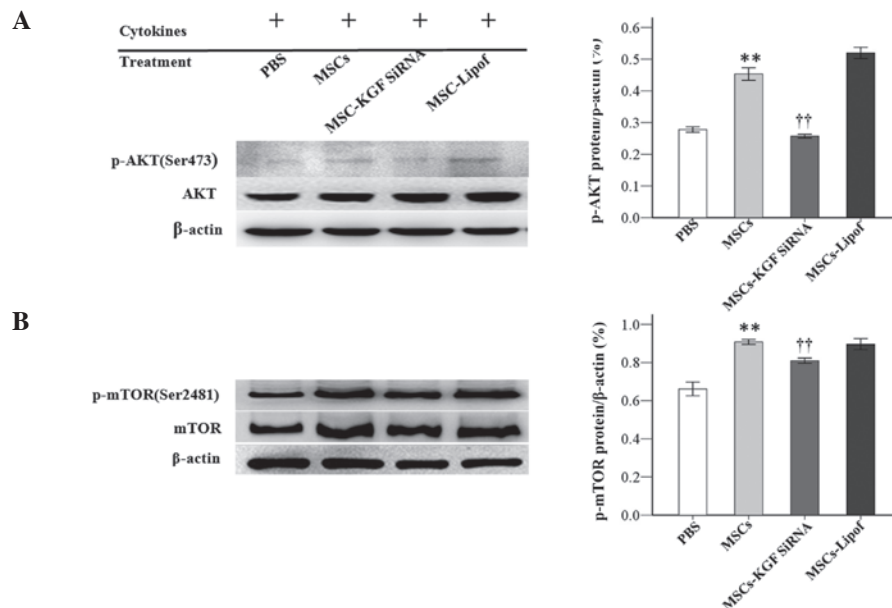 A
Cytokines + + + +
Treatment PBS MSCs MSC-KGF SiRNA MSC-Lipof
p-AKT(Ser473)
AKT
β-actin
p-AKT protein/p-actin (%)
0.6
0.5
0.4
0.3
0.2
0.1
0.0
**
††
PBS MSCs MSCs-KGF SiRNA MSCs-Lipof
B
p-mTOR(Ser2481)
mTOR
β-actin
p-mTOR protein/β-actin (%)
1.0
0.8
0.6
0.4
0.2
0.0
**
††
PBS MSCs MSCs-KGF SiRNA MSCs-Lipof